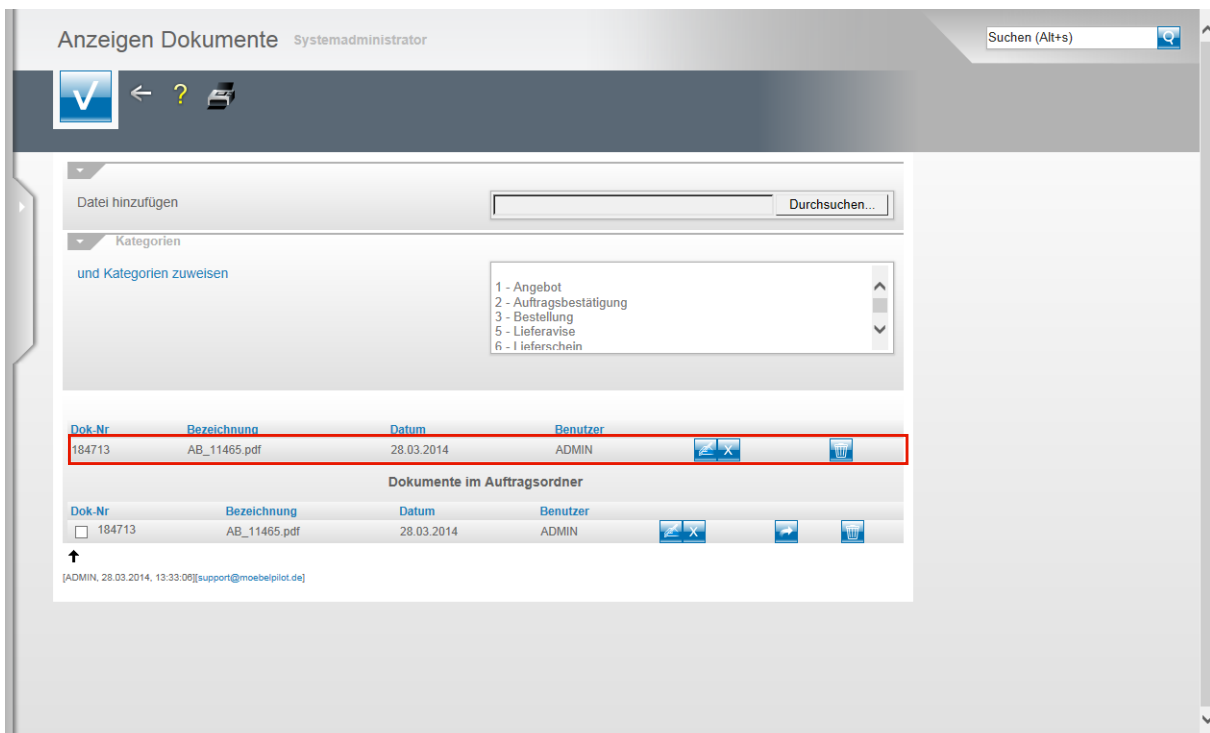 Anzeigen Dokumente Systemadministrator
Suchen (Alt+s)
?
Datei hinzufügen Durchsuchen...
Kategorien
und Kategorien zuweisen
1 - Angebot
2 - Auftragsbestätigung
3 - Bestellung
5 - Lieferavise
6 - Lieferschein
Dok-Nr Bezeichnung Datum Benutzer
184713 AB_11465.pdf 28.03.2014 ADMIN X
Dokumente im Auftragsordner
Dok-Nr Bezeichnung Datum Benutzer
184713 AB_11465.pdf 28.03.2014 ADMIN X
[ADMIN, 28.03.2014, 13:33:06][support@moebelpilot.de]